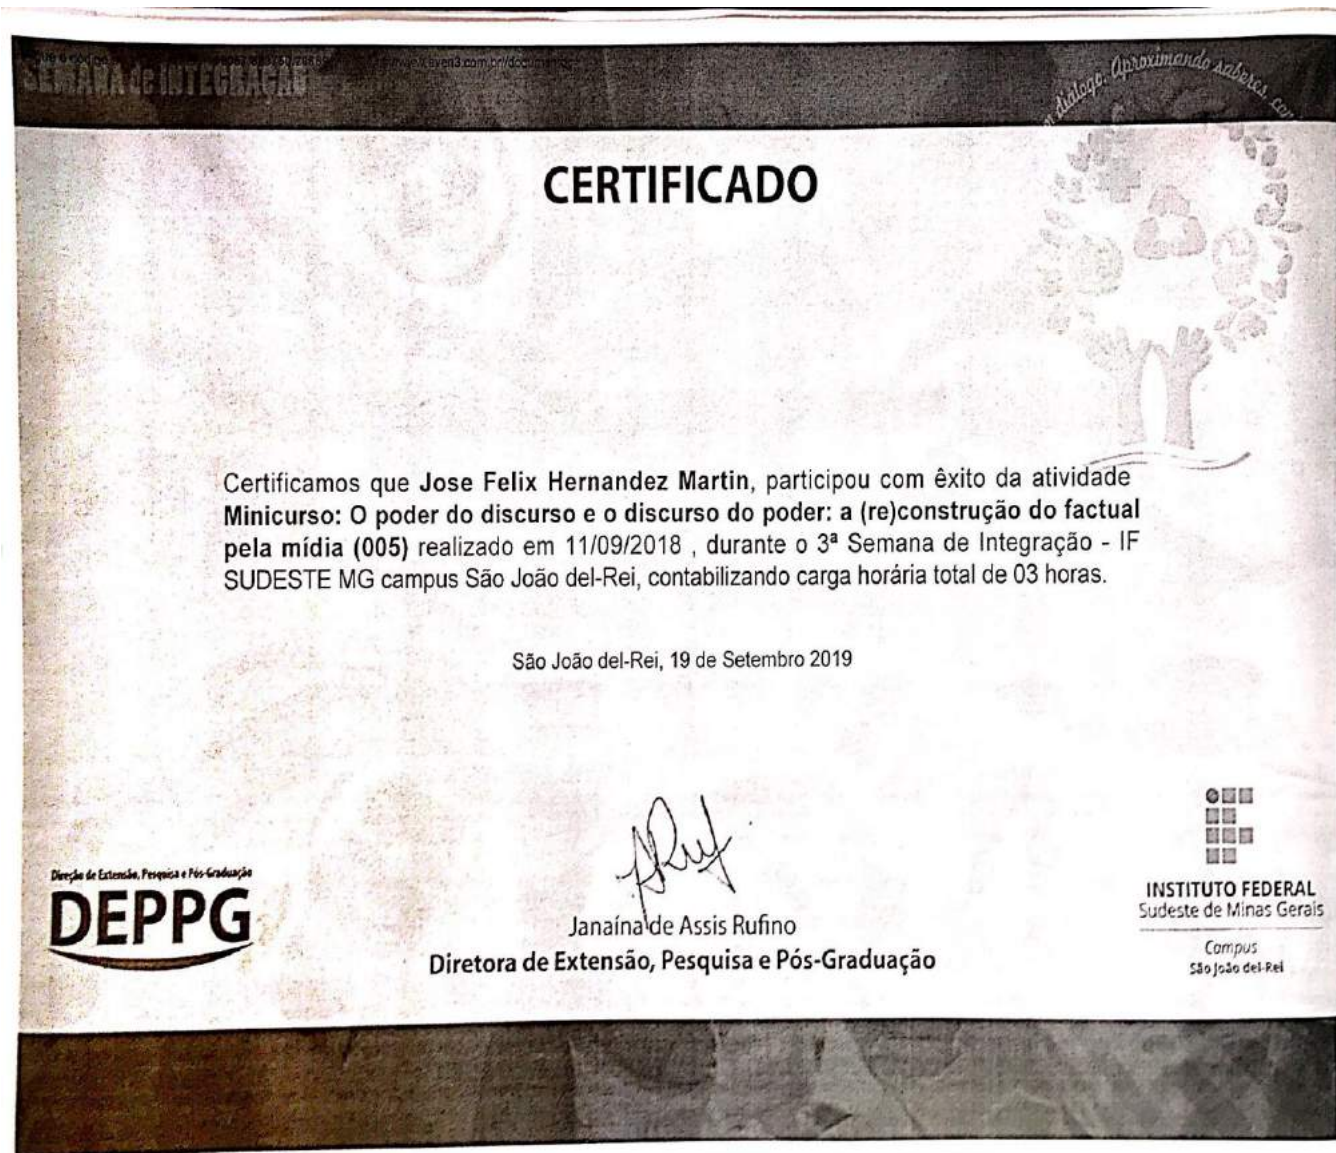 SEMANA de INTEGRAÇÃO
diálogo. Aproximando saberes
CERTIFICADO
Certificamos que Jose Felix Hernandez Martin, participou com êxito da atividade
Minicurso: O poder do discurso e o discurso do poder: a (re)construção do factual
pela mídia (005) realizado em 11/09/2018 , durante o 3ª Semana de Integração - IF
SUDESTE MG campus São João del-Rei, contabilizando carga horária total de 03 horas.
São João del-Rei, 19 de Setembro 2019
Direção de Extensão, Pesquisa e Pós-Graduação
DEPPG
Janaína de Assis Rufino
Diretora de Extensão, Pesquisa e Pós-Graduação
INSTITUTO FEDERAL
Sudeste de Minas Gerais
Campus
São João del-Rei